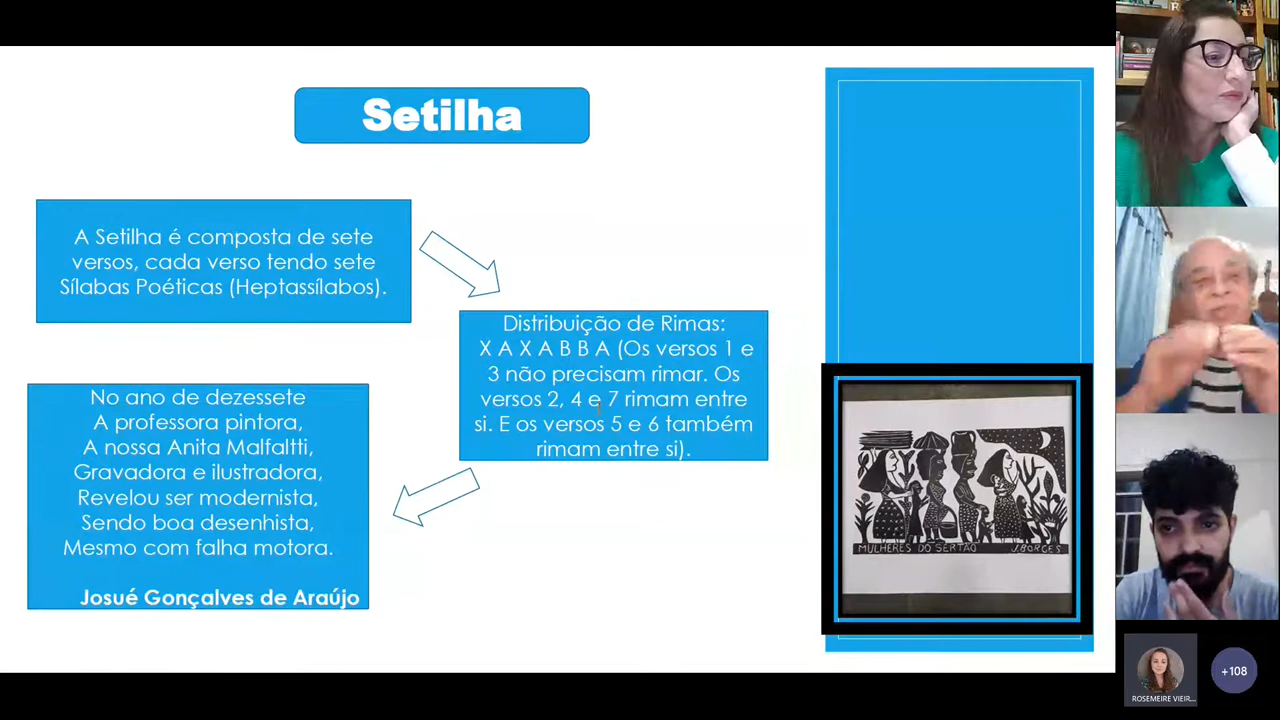 Setilha
A Setilha é composta de sete
versos, cada verso tendo sete
Sílabas Poéticas (Heptassílabos).
Distribuição de Rimas:
X A X A B B A (Os versos 1 e
3 não precisam rimar. Os
versos 2, 4 e 7 rimam entre
si. E os versos 5 e 6 também
rimam entre si).
No ano de dezessete
A professora pintora,
A nossa Anita Malfaltti,
Gravadora e ilustradora,
Revelou ser modernista,
Sendo boa desenhista,
Mesmo com falha motora.
Josué Gonçalves de Araújo
MULHERES DO SERTÃO J.BORGES
ROSEMEIRE VIEIR...
+108